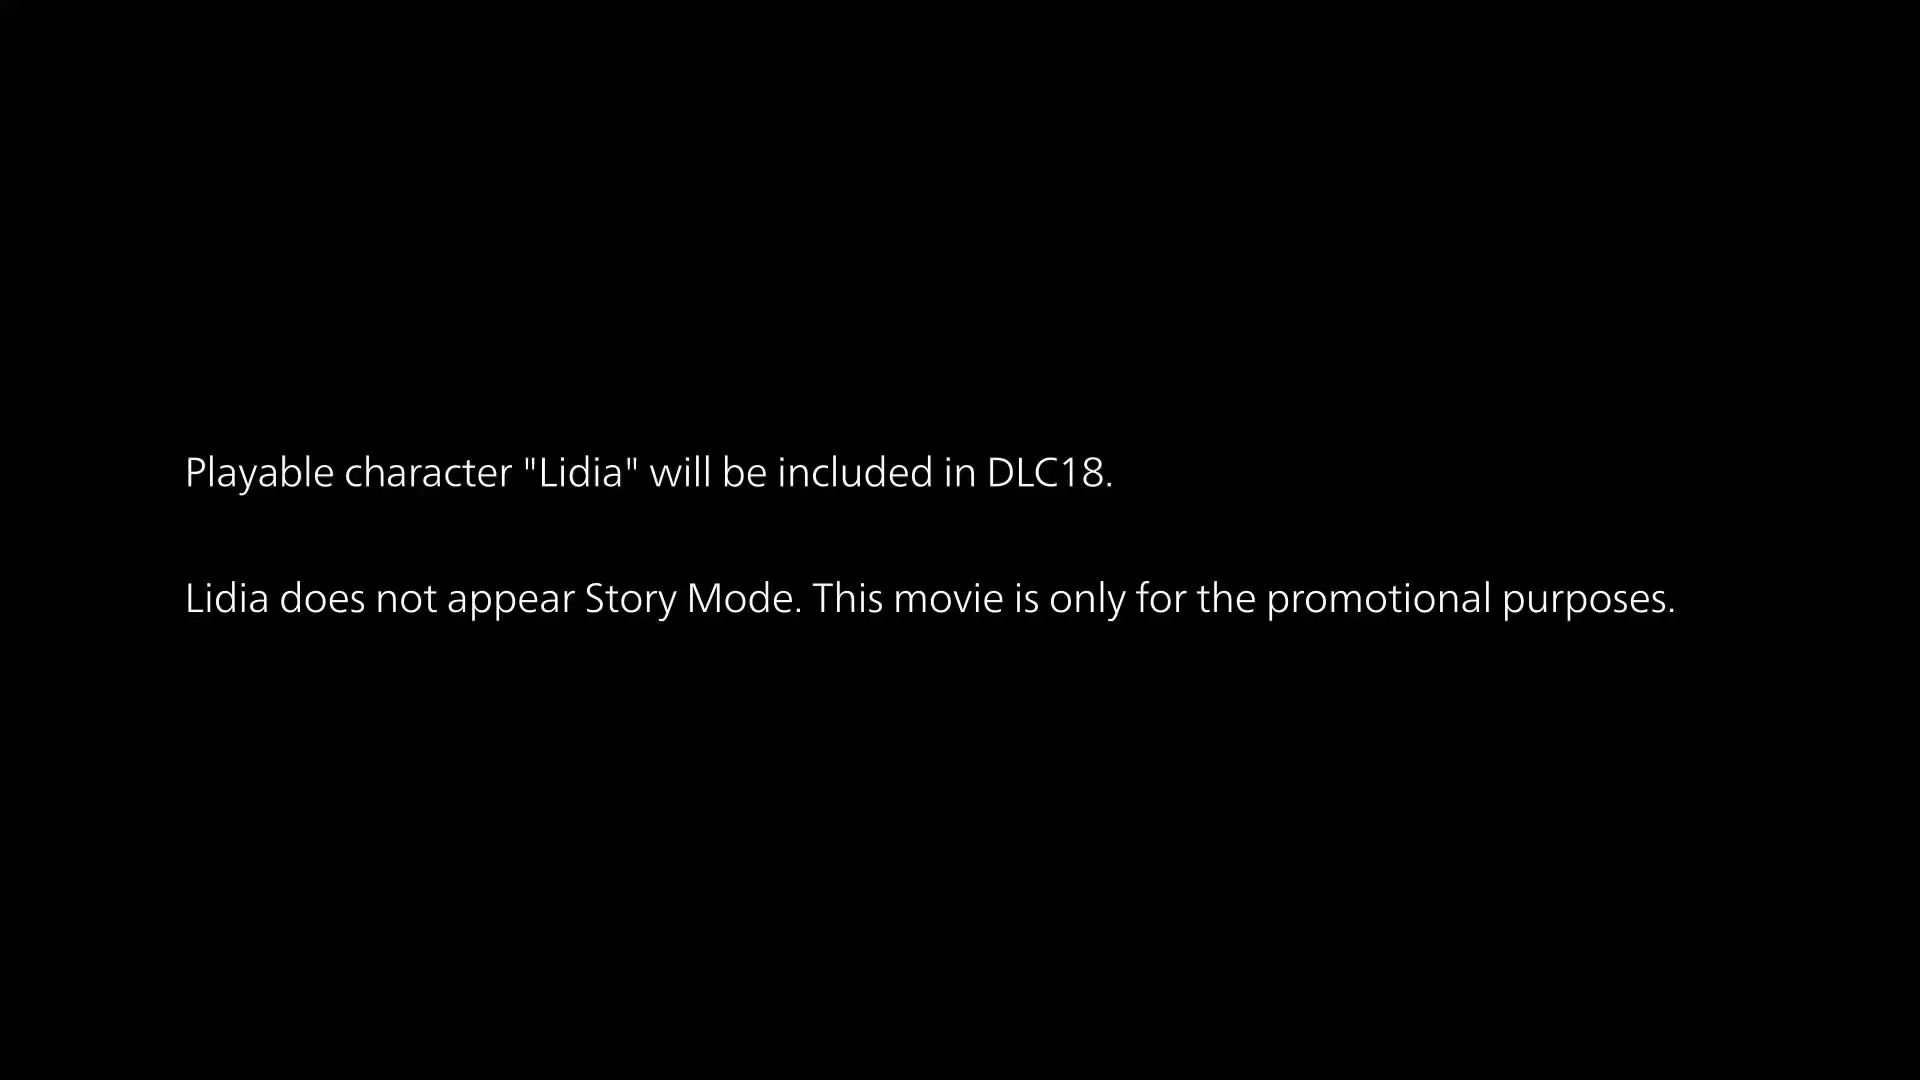 Playable character "Lidia" will be included in DLC18.
Lidia does not appear Story Mode. This movie is only for the promotional purposes.